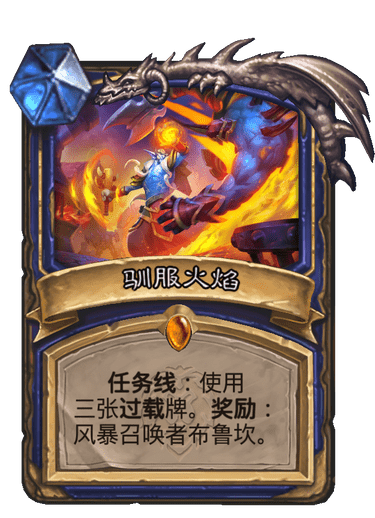 驯服火焰
任务线：使用
三张过载牌。奖励：
风暴召唤者布鲁坎。